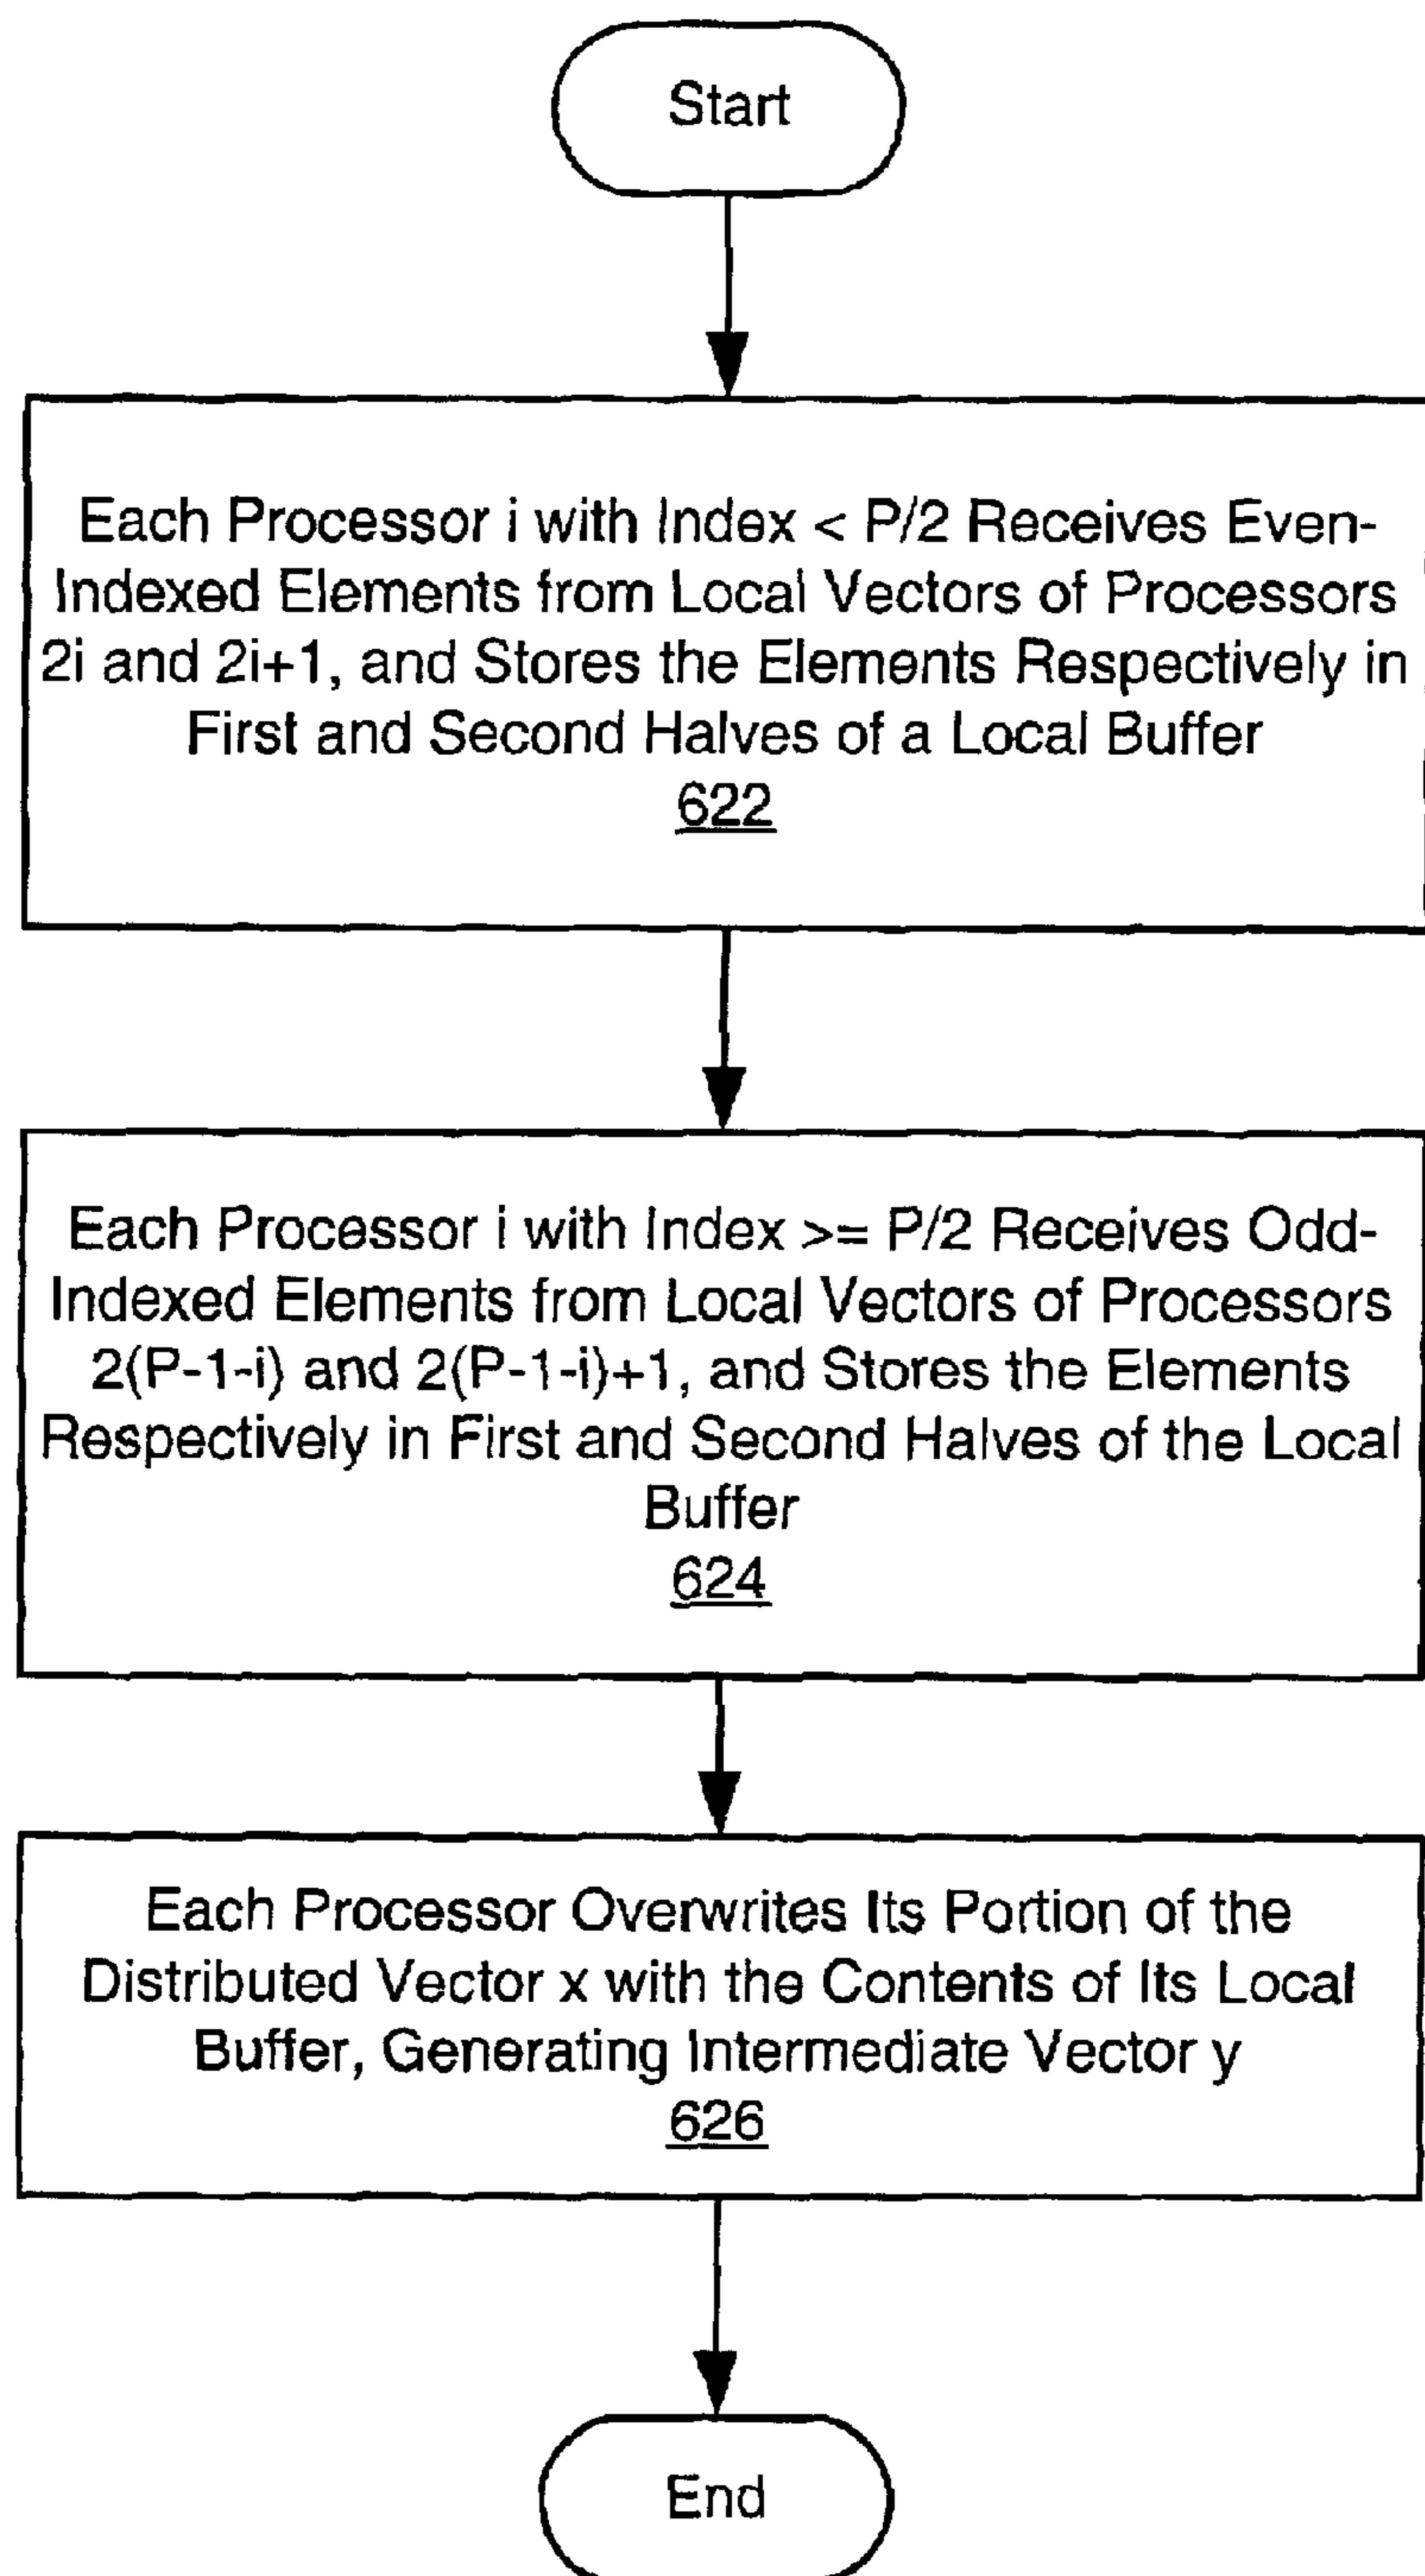 Start
Each Processor i with Index < P/2 Receives Even-
Indexed Elements from Local Vectors of Processors
2i and 2i+1, and Stores the Elements Respectively in
First and Second Halves of a Local Buffer
622
Each Processor i with Index >= P/2 Receives Odd-
Indexed Elements from Local Vectors of Processors
2(P-1-i) and 2(P-1-i)+1, and Stores the Elements
Respectively in First and Second Halves of the Local
Buffer
624
Each Processor Overwrites Its Portion of the
Distributed Vector x with the Contents of Its Local
Buffer, Generating Intermediate Vector y
626
End